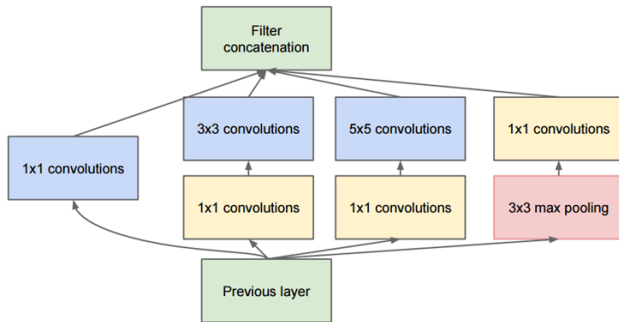 Filter
concatenation
3x3 convolutions
5x5 convolutions
1x1 convolutions
1x1 convolutions
1x1 convolutions
1x1 convolutions
3x3 max pooling
Previous layer